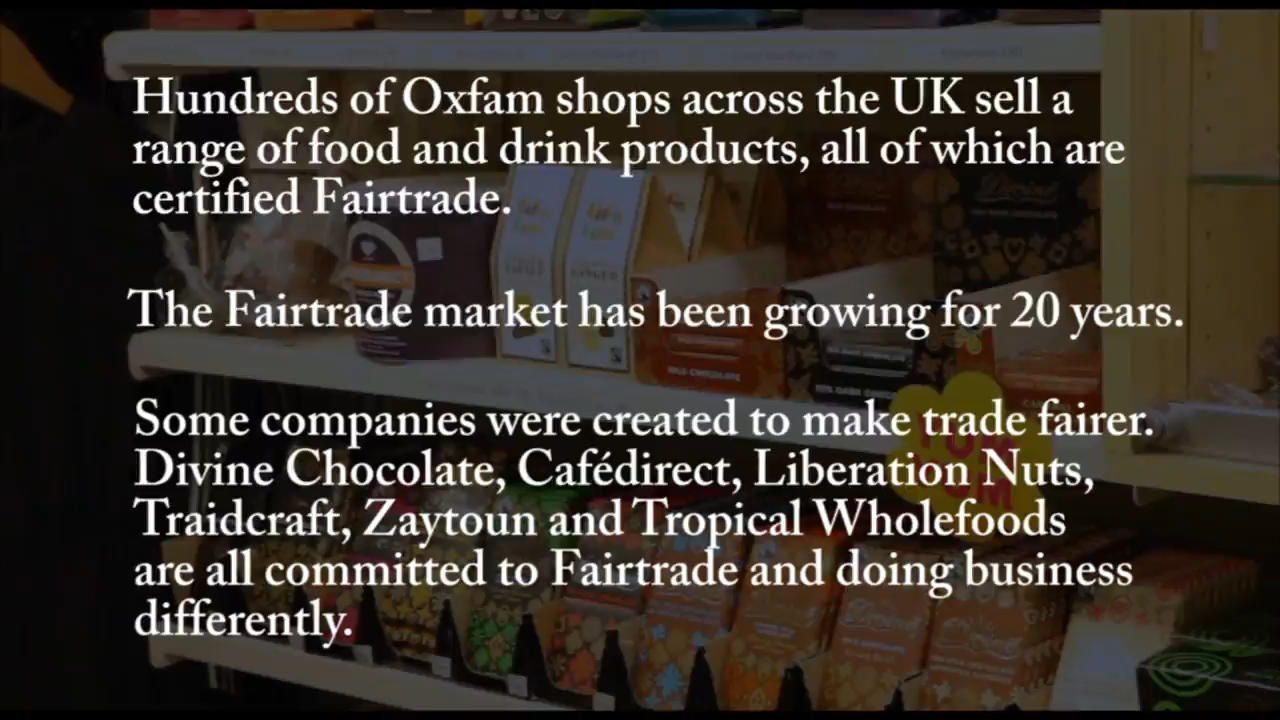 Hundreds of Oxfam shops across the UK sell a
range of food and drink products, all of which are
certified Fairtrade.
The Fairtrade market has been growing for 20 years.
Some companies were created to make trade fairer.
Divine Chocolate, Cafédirect, Liberation Nuts,
Traidcraft, Zaytoun and Tropical Wholefoods
are all committed to Fairtrade and doing business
differently.